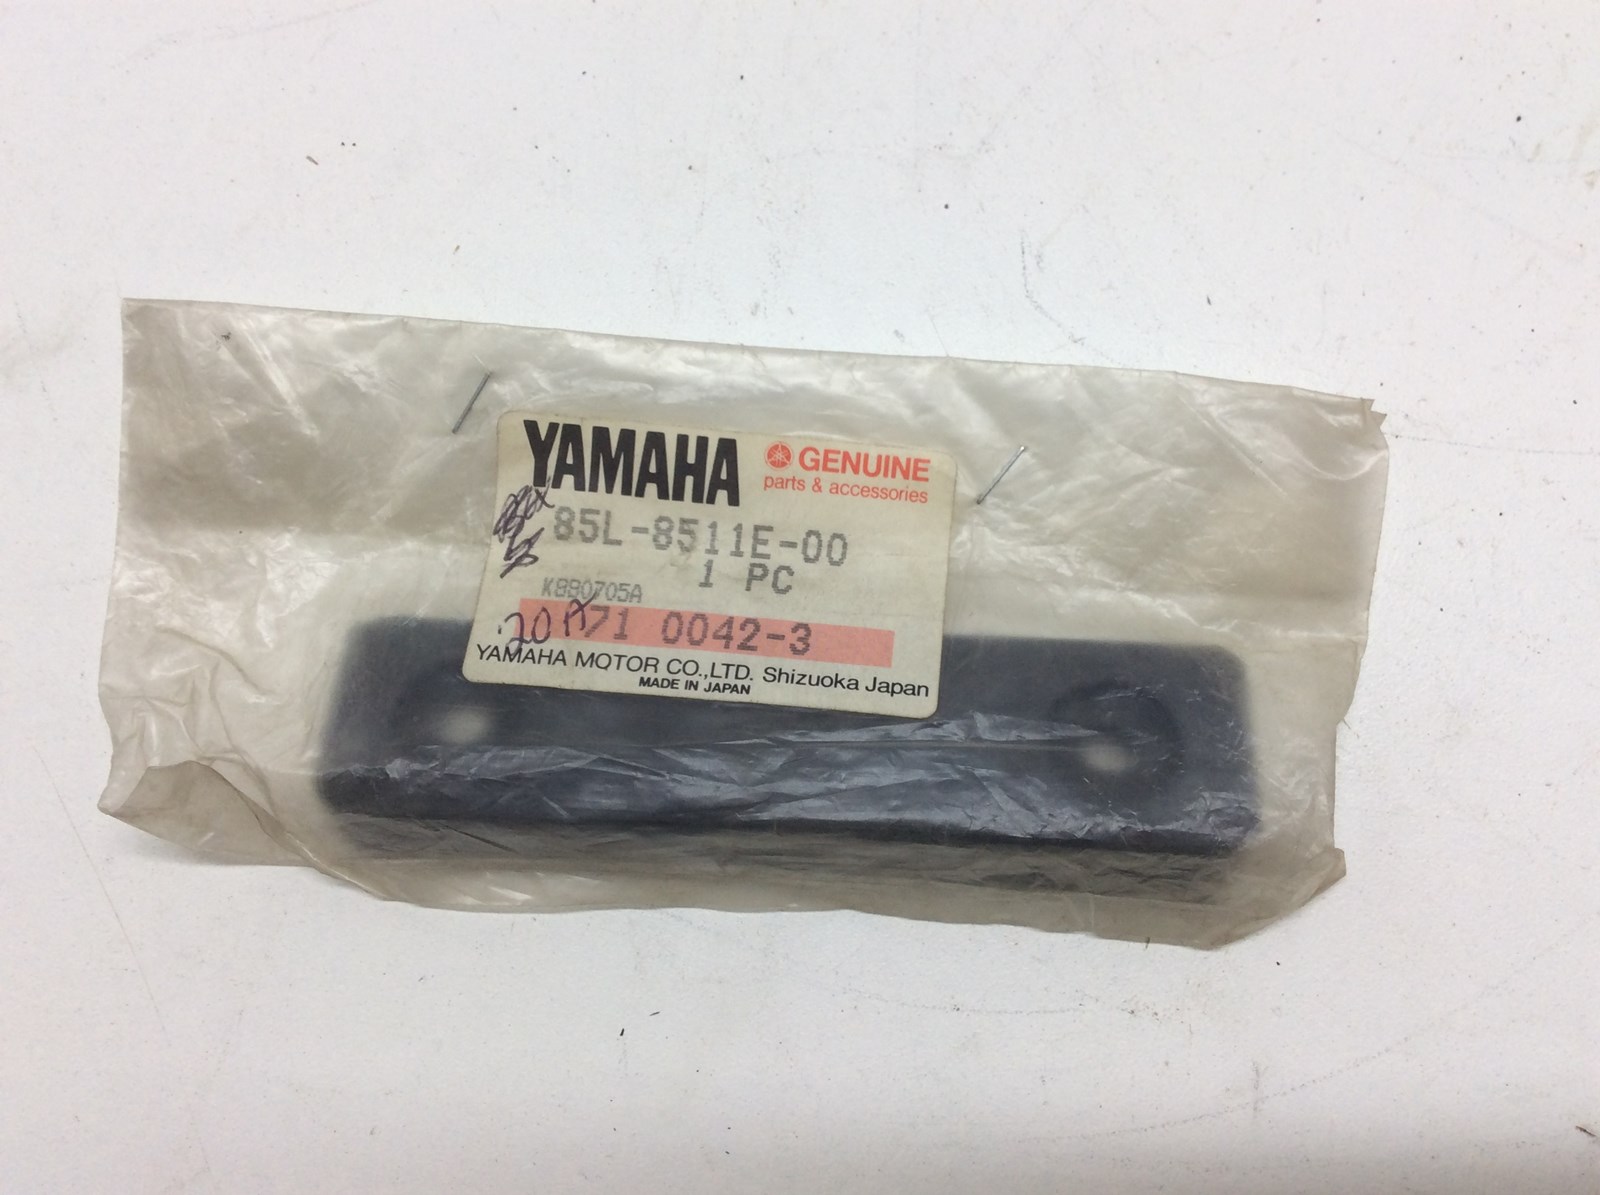 YAMAHA GENUINE
parts & accessories
85L-8511E-00
1 PC
K880705A
20A 71 0042-3
YAMAHA MOTOR CO.,LTD. Shizuoka Japan
MADE IN JAPAN